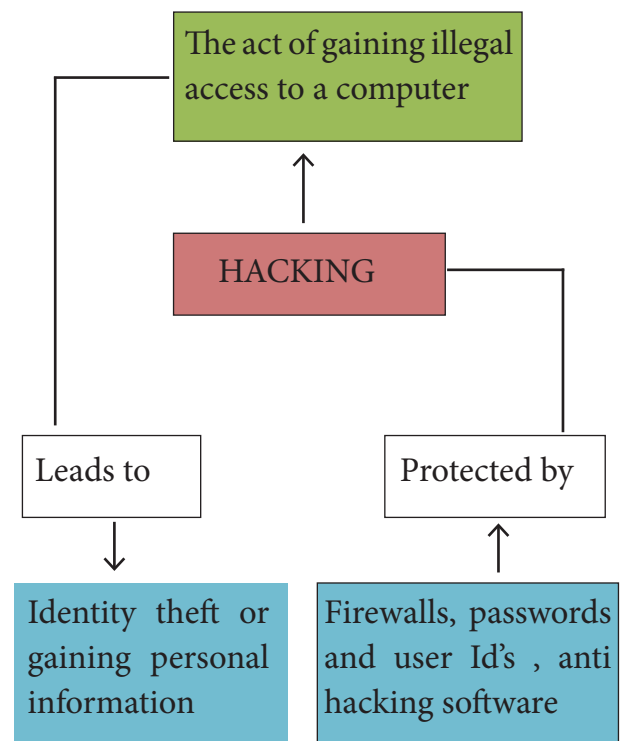 The act of gaining illegal
access to a computer
HACKING
Leads to
Protected by
Identity theft or
gaining personal
information
Firewalls, passwords
and user Id's , anti
hacking software